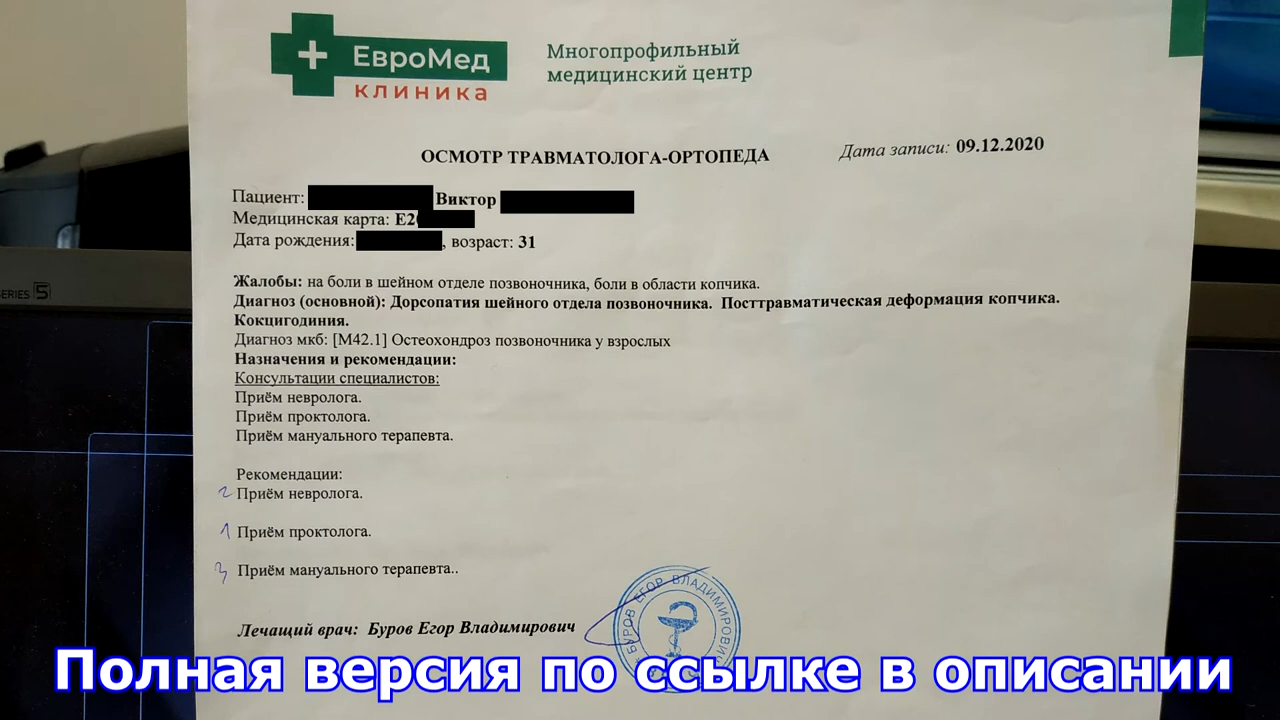 ЕвроМед
клиника
Многопрофильный
медицинский центр
ОСМОТР ТРАВМАТОЛОГА-ОРТОПЕДА
Дата записи: 09.12.2020
Пациент: Виктор
Медицинская карта: Е2
Дата рождения: , возраст: 31
Жалобы: на боли в шейном отделе позвоночника, боли в области копчика.
Диагноз (основной): Дорсопатия шейного отдела позвоночника. Посттравматическая деформация копчика.
Кокцигодиния.
Диагноз мкб: [M42.1] Остеохондроз позвоночника у взрослых
Назначения и рекомендации:
Консультации специалистов:
Приём невролога.
Приём проктолога.
Приём мануального терапевта.
Рекомендации:
2 Приём невролога.
1 Приём проктолога.
3 Приём мануального терапевта..
Лечащий врач: Буров Егор Владимирович
БУРОВ ЕГОР ВЛАДИМИРОВИЧ
SERIES 5
Полная версия по ссылке в описании